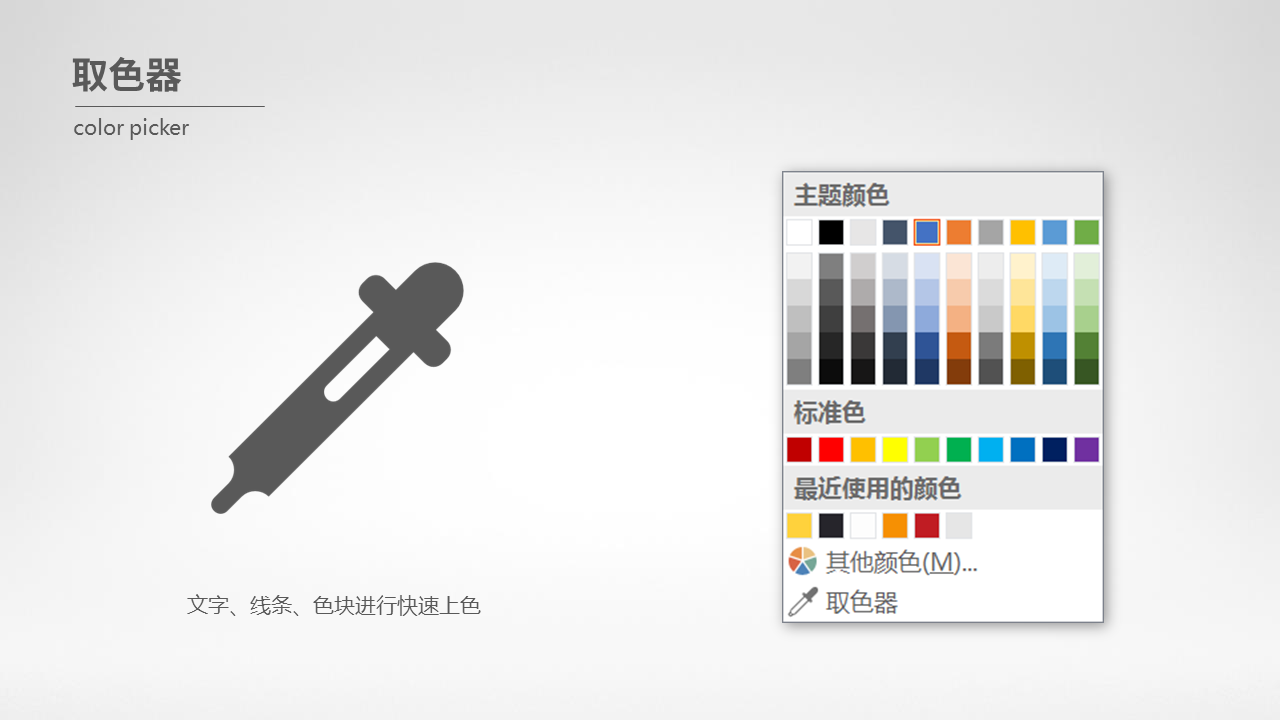 取色器
color picker
主题颜色
标准色
最近使用的颜色
其他颜色(M)...
取色器
文字、线条、色块进行快速上色